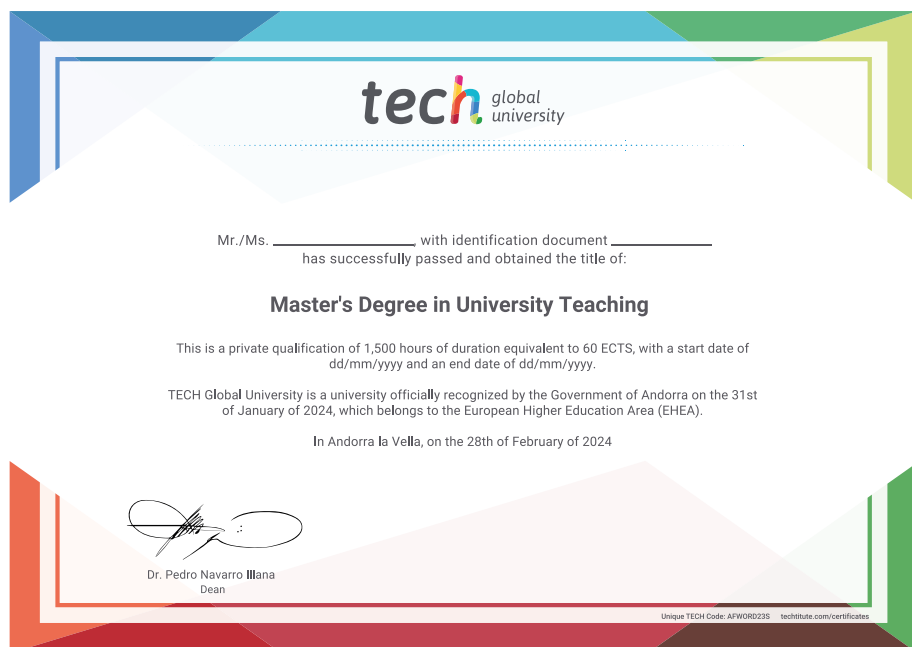 tech global
university
Mr./Ms. ____________________, with identification document ______________
has successfully passed and obtained the title of:
Master's Degree in University Teaching
This is a private qualification of 1,500 hours of duration equivalent to 60 ECTS, with a start date of
dd/mm/yyyy and an end date of dd/mm/yyyy.
TECH Global University is a university officially recognized by the Government of Andorra on the 31st
of January of 2024, which belongs to the European Higher Education Area (EHEA).
In Andorra la Vella, on the 28th of February of 2024
Dr. Pedro Navarro Illana
Dean
Unique TECH Code: AFWORD23S techtitute.com/certificates